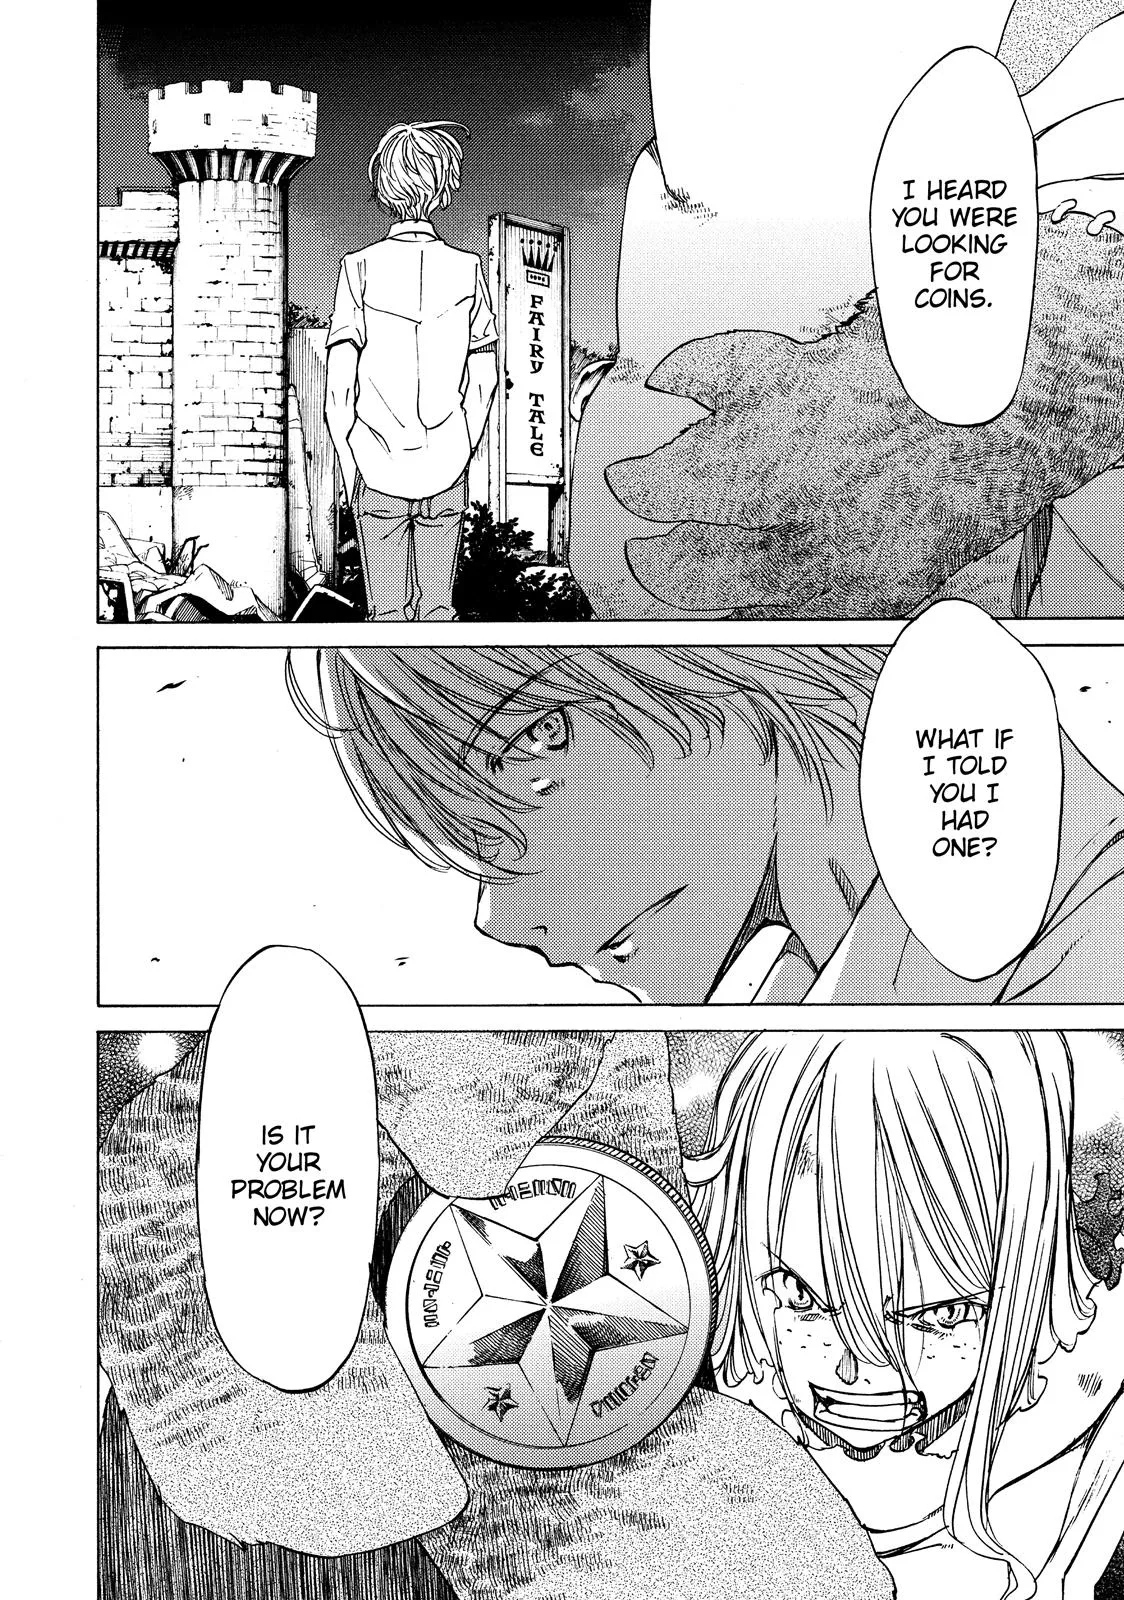 I HEARD
YOU WERE
LOOKING
FOR
COINS.
FAIRY TALE
WHAT IF
I TOLD
YOU I
HAD
ONE?
IS IT
YOUR
PROBLEM
NOW?